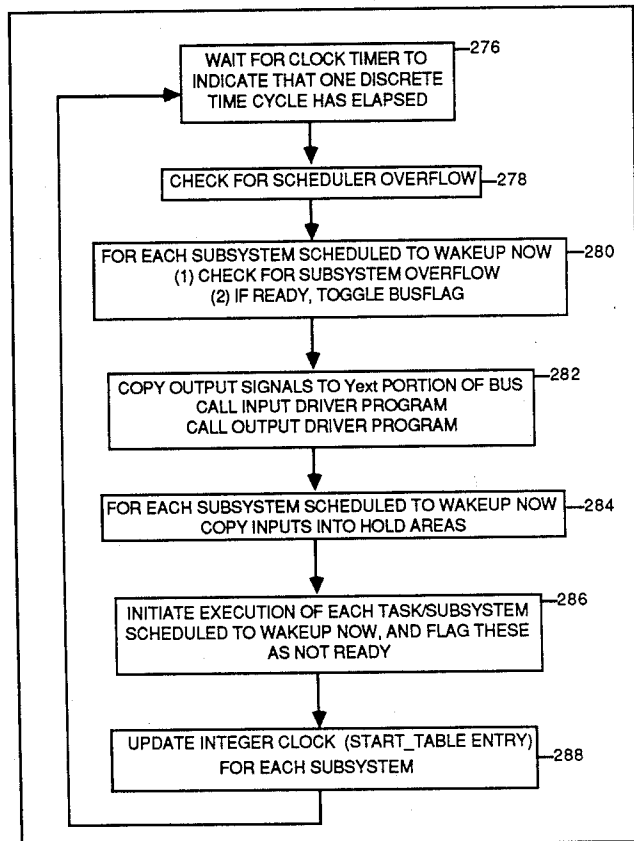 WAIT FOR CLOCK TIMER TO
INDICATE THAT ONE DISCRETE
TIME CYCLE HAS ELAPSED
276
CHECK FOR SCHEDULER OVERFLOW
278
FOR EACH SUBSYSTEM SCHEDULED TO WAKEUP NOW
(1) CHECK FOR SUBSYSTEM OVERFLOW
(2) IF READY, TOGGLE BUSFLAG
280
COPY OUTPUT SIGNALS TO Yext PORTION OF BUS
CALL INPUT DRIVER PROGRAM
CALL OUTPUT DRIVER PROGRAM
282
FOR EACH SUBSYSTEM SCHEDULED TO WAKEUP NOW
COPY INPUTS INTO HOLD AREAS
284
INITIATE EXECUTION OF EACH TASK/SUBSYSTEM
SCHEDULED TO WAKEUP NOW, AND FLAG THESE
AS NOT READY
286
UPDATE INTEGER CLOCK (START_TABLE ENTRY)
FOR EACH SUBSYSTEM
288